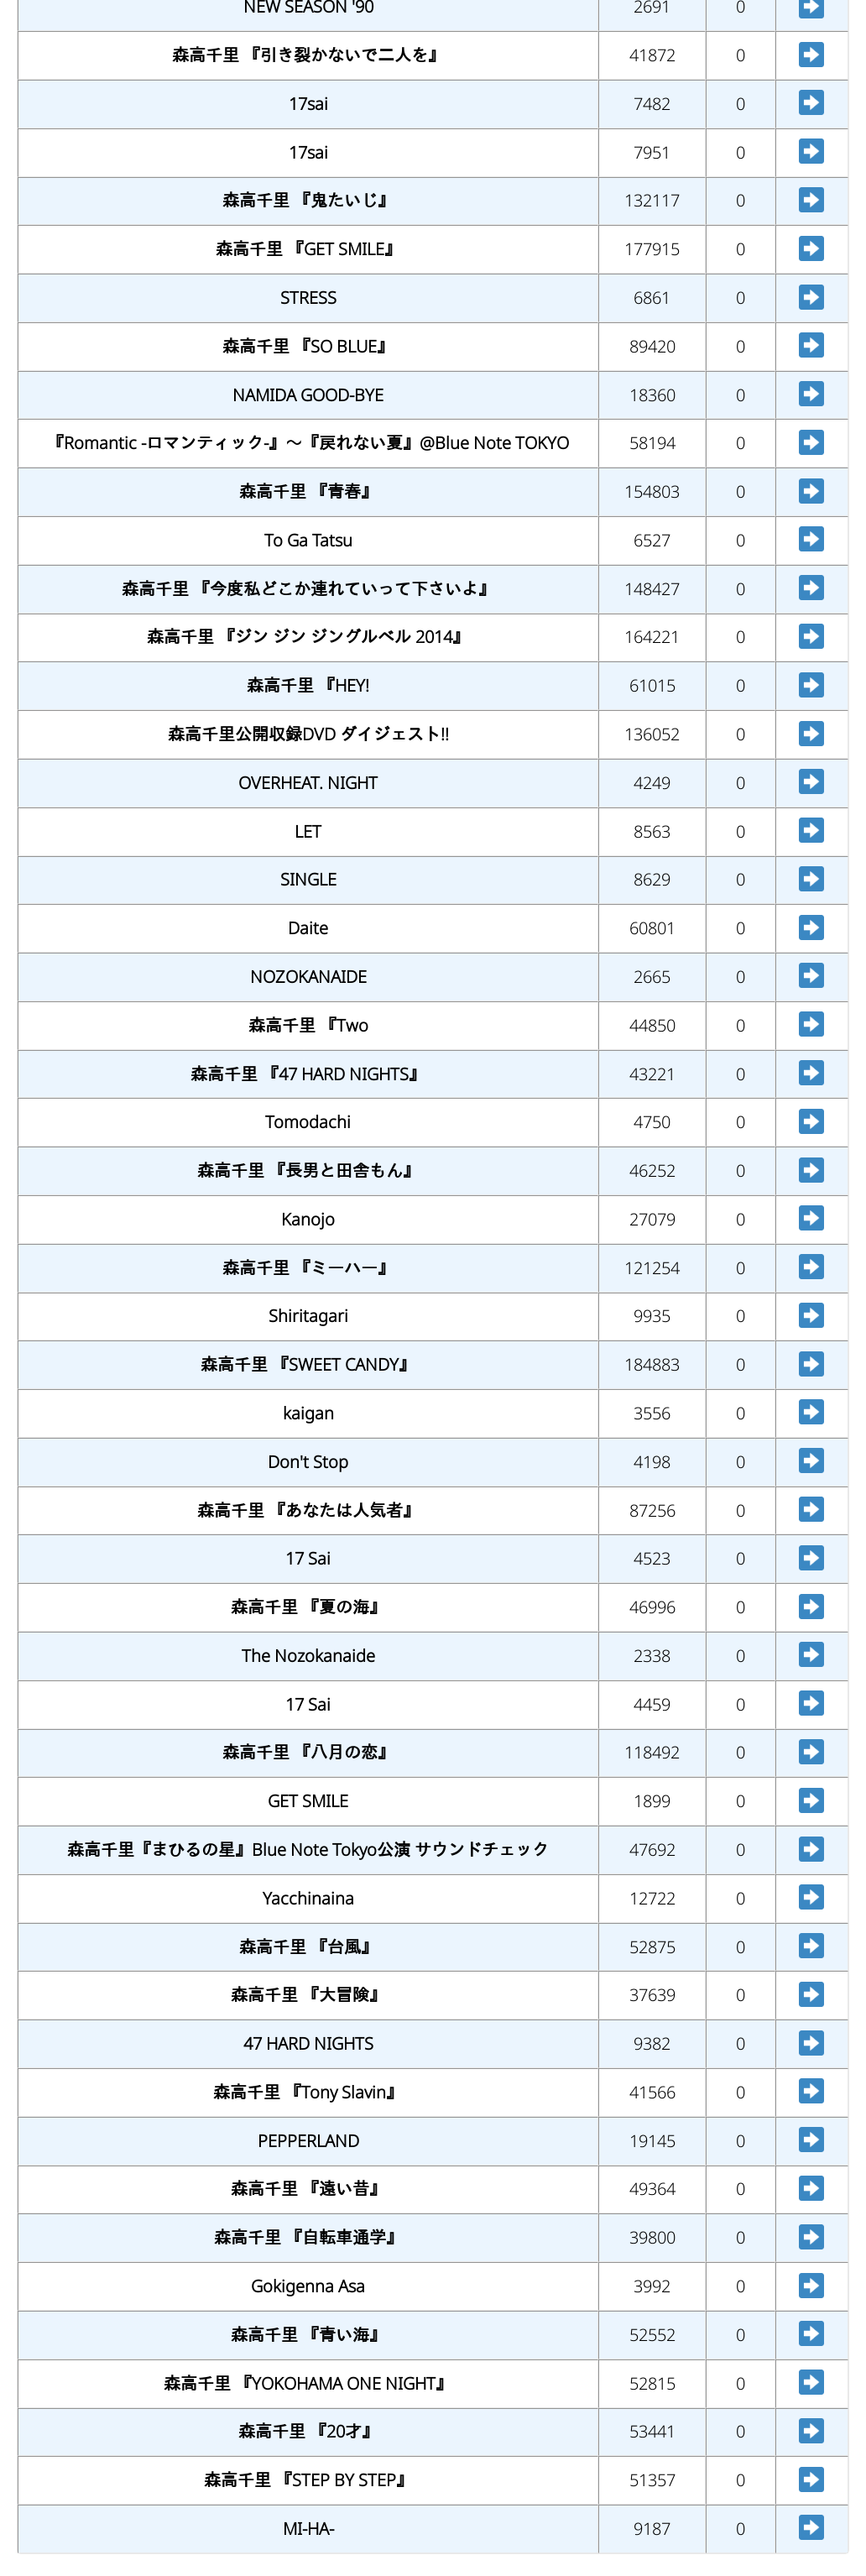 NEW SEASON '90 2691 0
森高千里 『引き裂かないで二人を』 41872 0
17sai 7482 0
17sai 7951 0
森高千里 『鬼たいじ』 132117 0
森高千里 『GET SMILE』 177915 0
STRESS 6861 0
森高千里 『SO BLUE』 89420 0
NAMIDA GOOD-BYE 18360 0
『Romantic -ロマンティック-』～『戻れない夏』@Blue Note TOKYO 58194 0
森高千里 『青春』 154803 0
To Ga Tatsu 6527 0
森高千里 『今度私どこか連れていって下さいよ』 148427 0
森高千里 『ジン ジン ジングルベル 2014』 164221 0
森高千里 『HEY! 61015 0
森高千里公開収録DVD ダイジェスト!! 136052 0
OVERHEAT. NIGHT 4249 0
LET 8563 0
SINGLE 8629 0
Daite 60801 0
NOZOKANAIDE 2665 0
森高千里 『Two 44850 0
森高千里 『47 HARD NIGHTS』 43221 0
Tomodachi 4750 0
森高千里 『長男と田舎もん』 46252 0
Kanojo 27079 0
森高千里 『ミーハー』 121254 0
Shiritagari 9935 0
森高千里 『SWEET CANDY』 184883 0
kaigan 3556 0
Don't Stop 4198 0
森高千里 『あなたは人気者』 87256 0
17 Sai 4523 0
森高千里 『夏の海』 46996 0
The Nozokanaide 2338 0
17 Sai 4459 0
森高千里 『八月の恋』 118492 0
GET SMILE 1899 0
森高千里『まひるの星』Blue Note Tokyo公演 サウンドチェック 47692 0
Yacchinaina 12722 0
森高千里 『台風』 52875 0
森高千里 『大冒険』 37639 0
47 HARD NIGHTS 9382 0
森高千里 『Tony Slavin』 41566 0
PEPPERLAND 19145 0
森高千里 『遠い昔』 49364 0
森高千里 『自転車通学』 39800 0
Gokigenna Asa 3992 0
森高千里 『青い海』 52552 0
森高千里 『YOKOHAMA ONE NIGHT』 52815 0
森高千里 『20才』 53441 0
森高千里 『STEP BY STEP』 51357 0
MI-HA- 9187 0